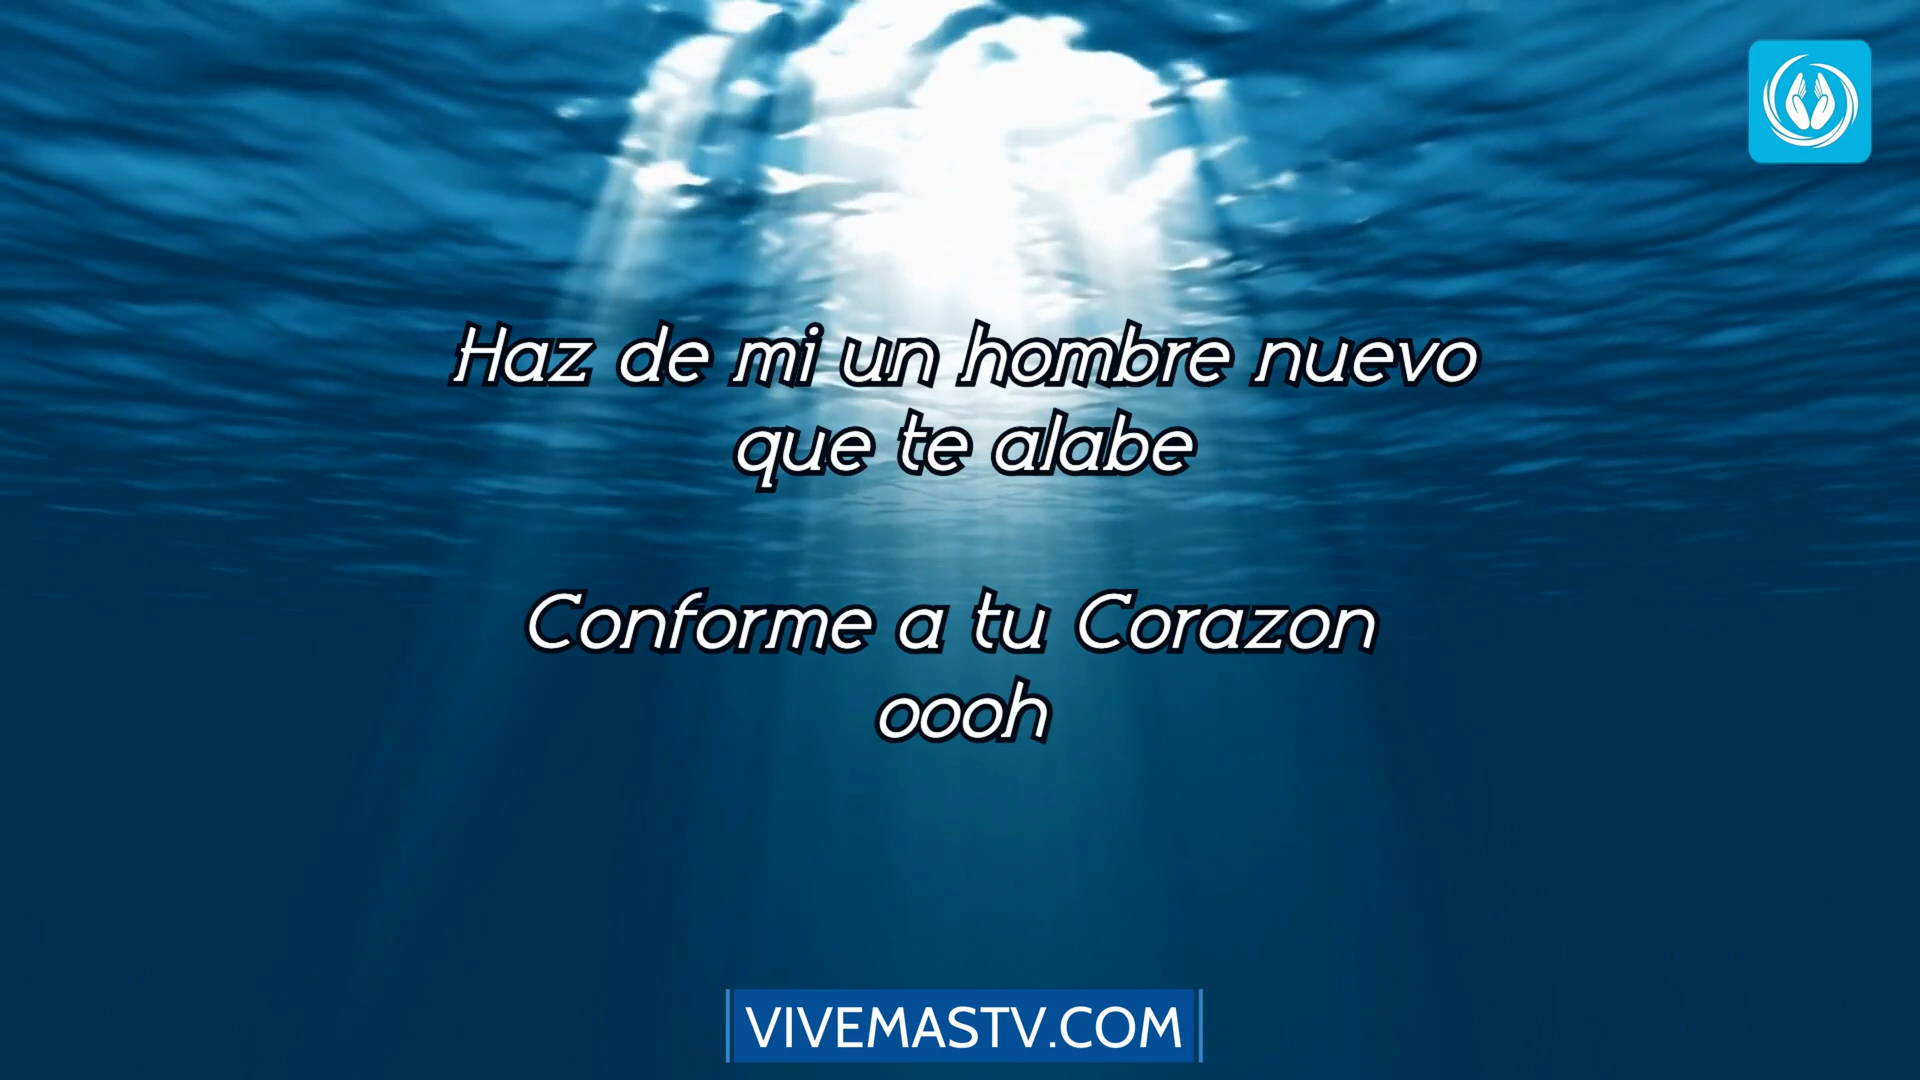 Haz de mi un hombre nuevo
que te alabe
Conforme a tu Corazon
oooh
VIVEMASTV.COM